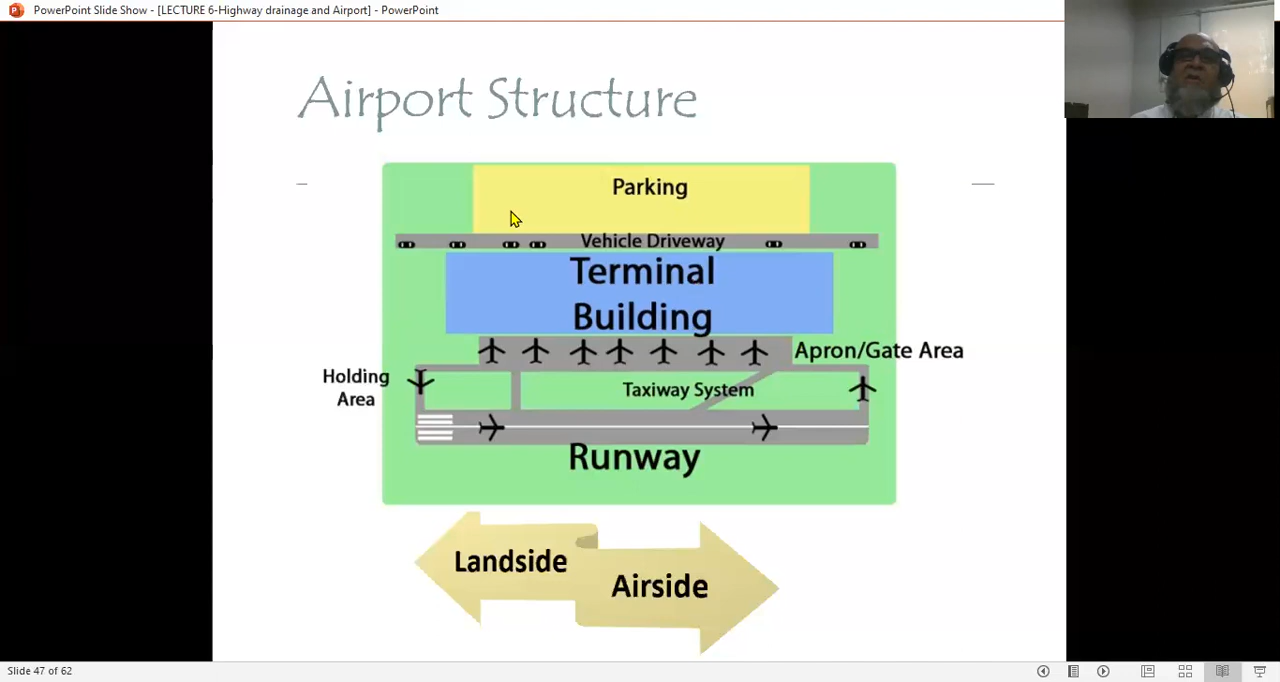 PowerPoint Slide Show - [LECTURE 6-Highway drainage and Airport] - PowerPoint
Airport Structure
Parking
Vehicle Driveway
Terminal
Building
Apron/Gate Area
Holding
Area
Taxiway System
Runway
Landside
Airside
Slide 47 of 62